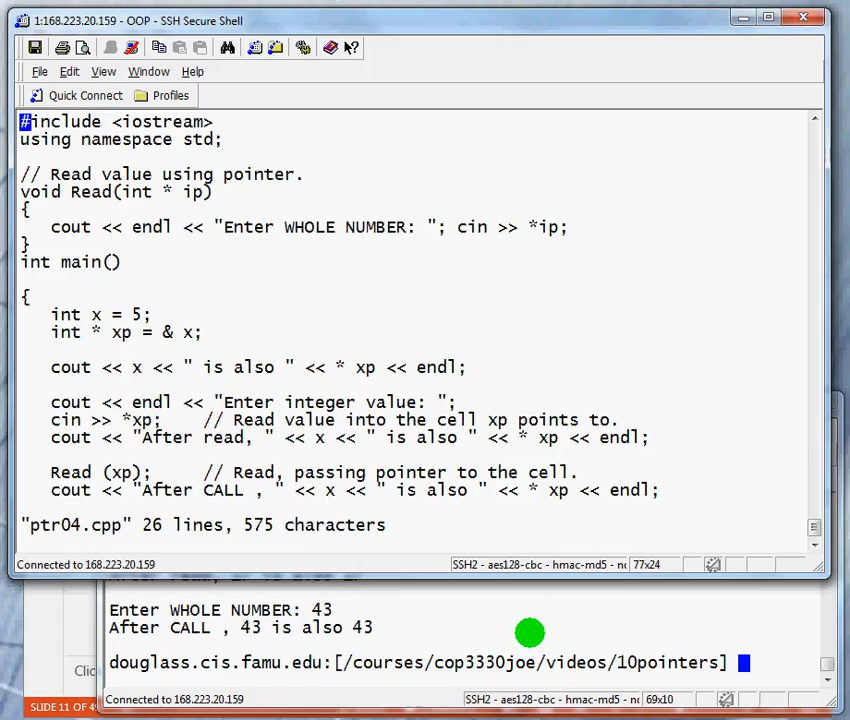 1:168.223.20.159 - OOP - SSH Secure Shell
File Edit View Window Help
Quick Connect Profiles
#include <iostream>
using namespace std;
// Read value using pointer.
void Read(int * ip)
{
cout << endl << "Enter WHOLE NUMBER: "; cin >> *ip;
}
int main()
{
int x = 5;
int * xp = & x;
cout << x << " is also " << * xp << endl;
cout << endl << "Enter integer value: ";
cin >> *xp; // Read value into the cell xp points to.
cout << "After read, " << x << " is also " << * xp << endl;
Read (xp); // Read, passing pointer to the cell.
cout << "After CALL , " << x << " is also " << * xp << endl;
"ptr04.cpp" 26 lines, 575 characters
Connected to 168.223.20.159 SSH2 - aes128-cbc - hmac-md5 - nc 77x24
Enter WHOLE NUMBER: 43
After CALL , 43 is also 43
douglass.cis.famu.edu:[/courses/cop3330joe/videos/10pointers]
Clic
Connected to 168.223.20.159 SSH2 - aes128-cbc - hmac-md5 - nc 69x10
SLIDE 11 OF 4